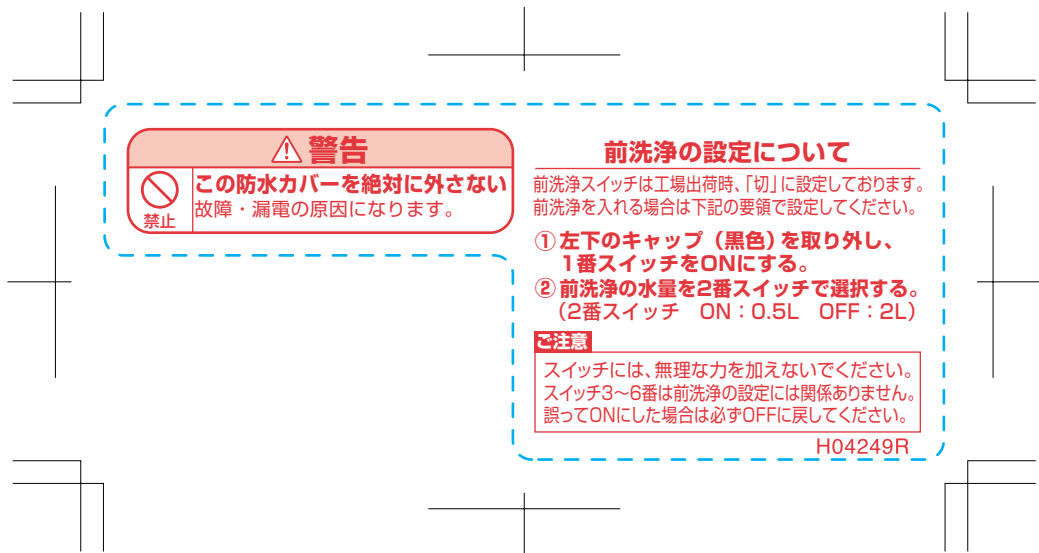 警告
禁止
この防水カバーを絶対に外さない
故障・漏電の原因になります。
前洗浄の設定について
前洗浄スイッチは工場出荷時、「切」に設定しております。
前洗浄を入れる場合は下記の要領で設定してください。
①左下のキャップ（黒色）を取り外し、
1番スイッチをONにする。
②前洗浄の水量を2番スイッチで選択する。
（2番スイッチ　ON：0.5L　OFF：2L）
ご注意
スイッチには、無理な力を加えないでください。
スイッチ3〜6番は前洗浄の設定には関係ありません。
誤ってONにした場合は必ずOFFに戻してください。
H04249R